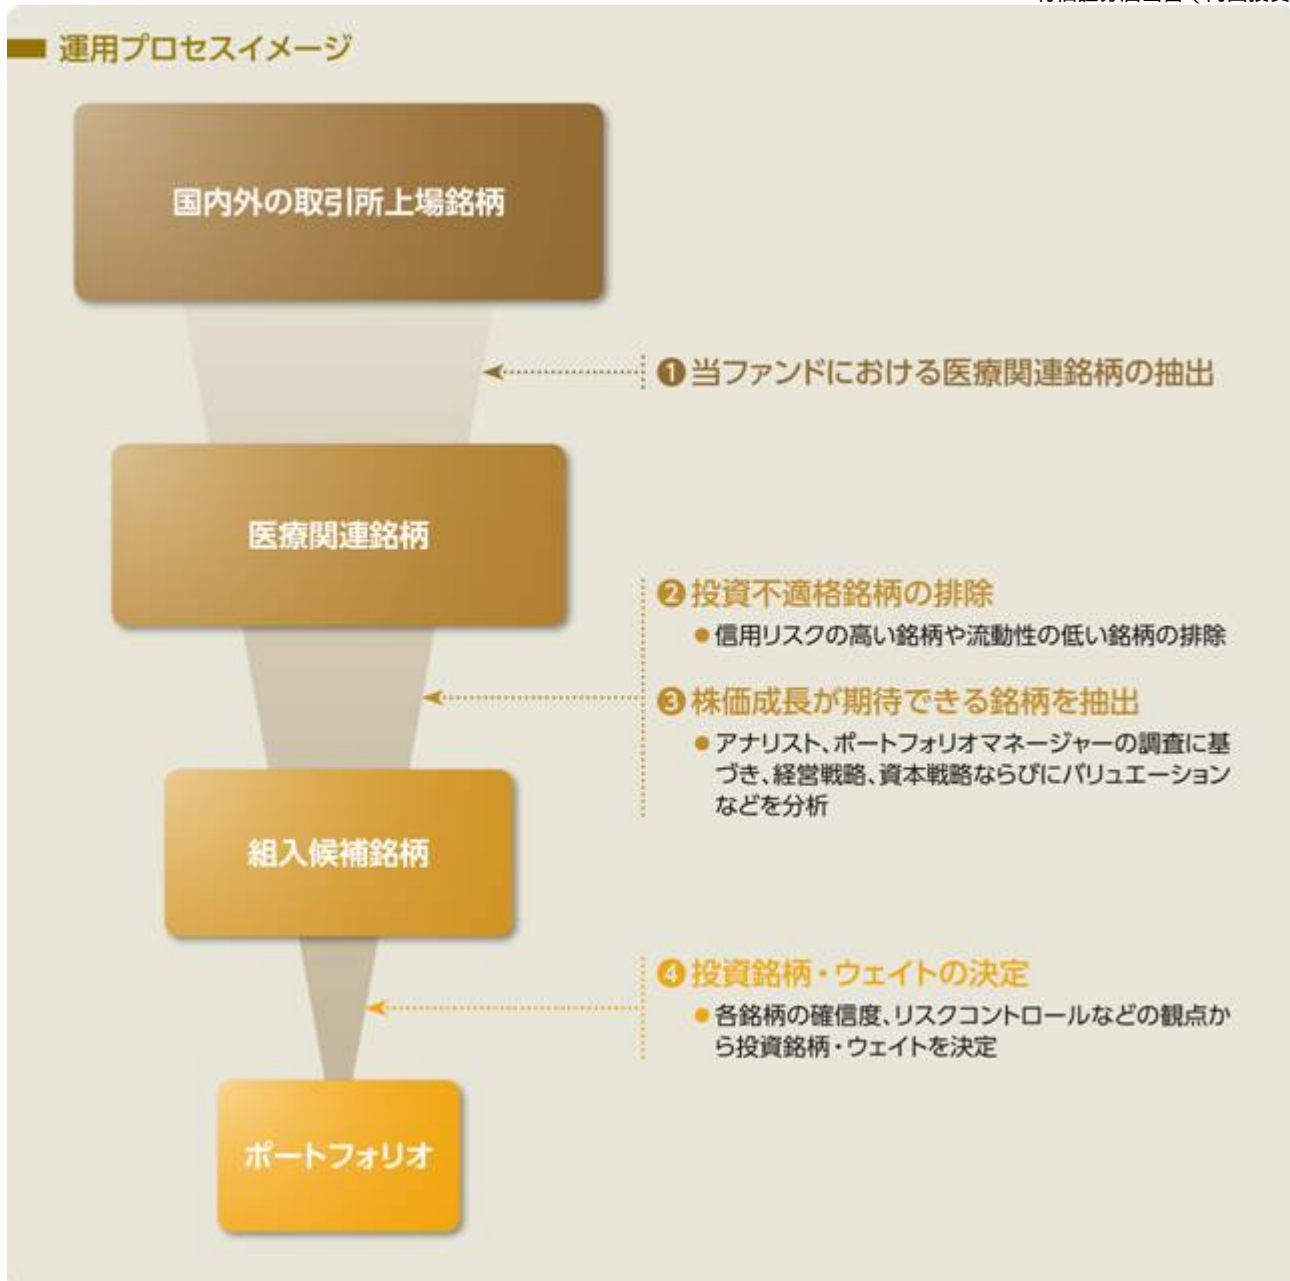 運用プロセスイメージ
国内外の取引所上場銘柄
❶当ファンドにおける医療関連銘柄の抽出
医療関連銘柄
❷投資不適格銘柄の排除
●信用リスクの高い銘柄や流動性の低い銘柄の排除
❸株価成長が期待できる銘柄を抽出
●アナリスト、ポートフォリオマネージャーの調査に基
づき、経営戦略、資本戦略ならびにバリュエーション
などを分析
組入候補銘柄
❹投資銘柄・ウェイトの決定
●各銘柄の確信度、リスクコントロールなどの観点か
ら投資銘柄・ウェイトを決定
ポートフォリオ